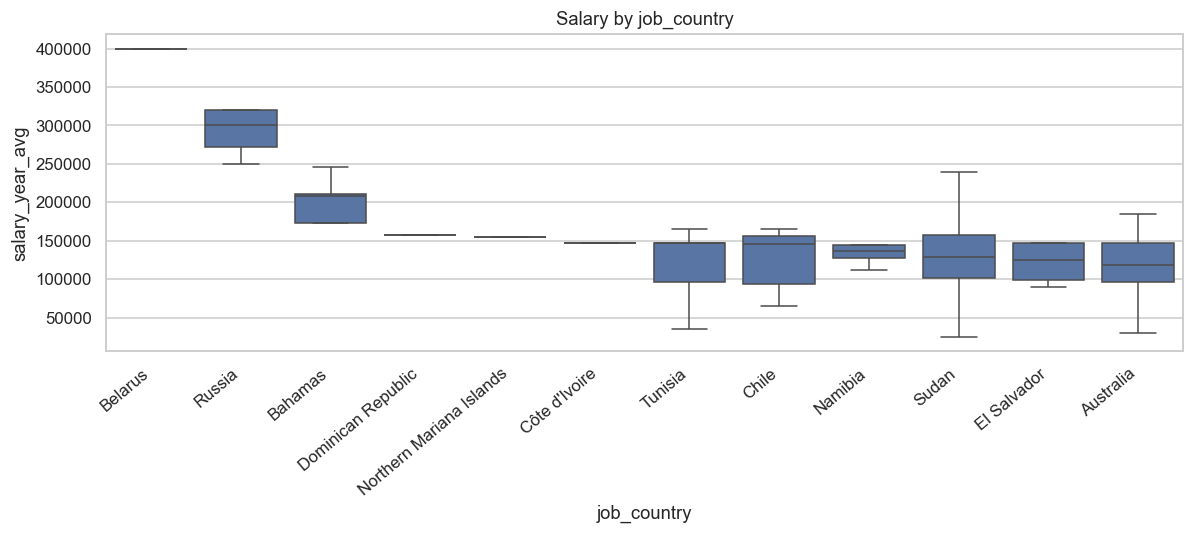 Salary by job_country
salary_year_avg
400000
350000
300000
250000
200000
150000
100000
50000
Belarus
Russia
Bahamas
Dominican Republic
Northern Mariana Islands
Côte d'Ivoire
Tunisia
Chile
Namibia
Sudan
El Salvador
Australia
job_country